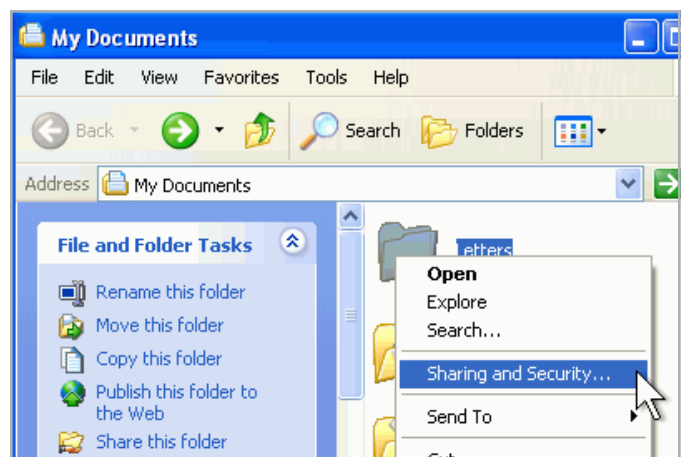 My Documents
File Edit View Favorites Tools Help
Back Search Folders
Address My Documents
File and Folder Tasks
Rename this folder
Move this folder
Copy this folder
Publish this folder to
the Web
Share this folder
Letters
Open
Explore
Search...
Sharing and Security...
Send To